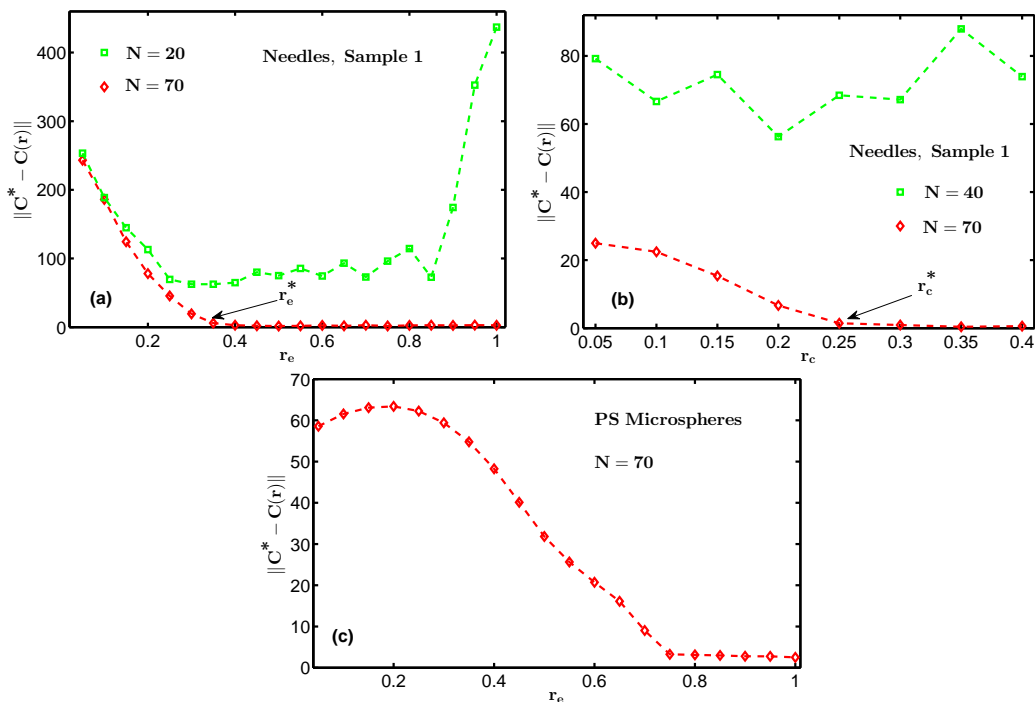 400
300
200
100
0
0.2
0.4
0.6
0.8
1
r_e
‖C* − C(r)‖
N = 20
N = 70
Needles, Sample 1
r_e*
(a)
80
60
40
20
0
0.05
0.1
0.15
0.2
0.25
0.3
0.35
0.4
r_c
‖C* − C(r)‖
Needles, Sample 1
N = 40
N = 70
r_c*
(b)
70
60
50
40
30
20
10
0
0.2
0.4
0.6
0.8
1
r_e
‖C* − C(r)‖
PS Microspheres
N = 70
(c)